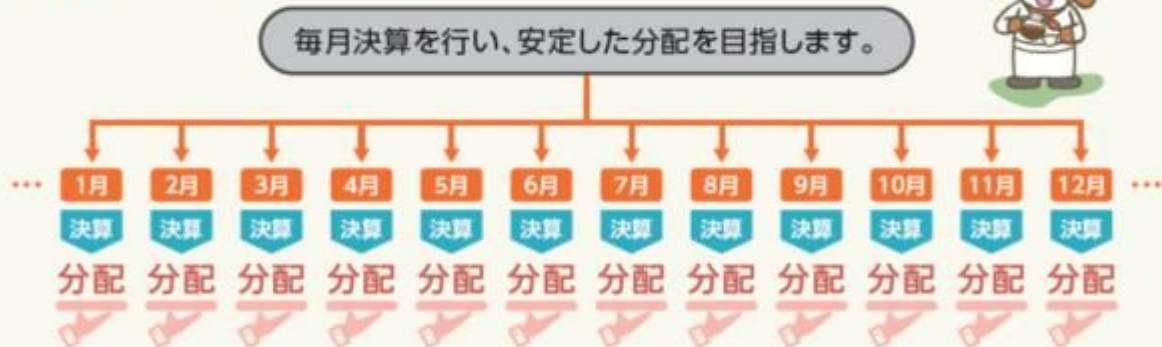 毎月決算を行い、安定した分配を目指します。
… 1月 2月 3月 4月 5月 6月 7月 8月 9月 10月 11月 12月 …
決算 決算 決算 決算 決算 決算 決算 決算 決算 決算 決算 決算
分配 分配 分配 分配 分配 分配 分配 分配 分配 分配 分配 分配